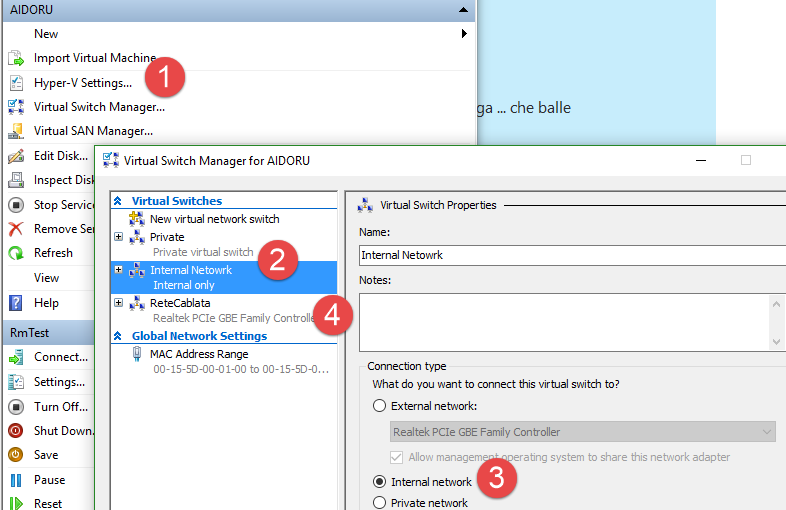 AIDORU
New
Import Virtual Machine
1
Hyper-V Settings...
Virtual Switch Manager...
ga ... che balle
Virtual SAN Manager...
Edit Disk...
Inspect Disk
Stop Service
Remove Ser
Refresh
View
Help
RmTest
Connect...
Settings...
Turn Off...
Shut Down.
Save
Pause
Reset
Virtual Switch Manager for AIDORU
Virtual Switches
New virtual network switch
Private
Private virtual switch
2
Internal Netowrk
Internal only
ReteCablata
Realtek PCIe GBE Family Controlle
4
Global Network Settings
MAC Address Range
00-15-5D-00-01-00 to 00-15-5D-0...
Virtual Switch Properties
Name:
Internal Netowrk
Notes:
Connection type
What do you want to connect this virtual switch to?
External network:
Realtek PCIe GBE Family Controller
Allow management operating system to share this network adapter
Internal network
3
Private network